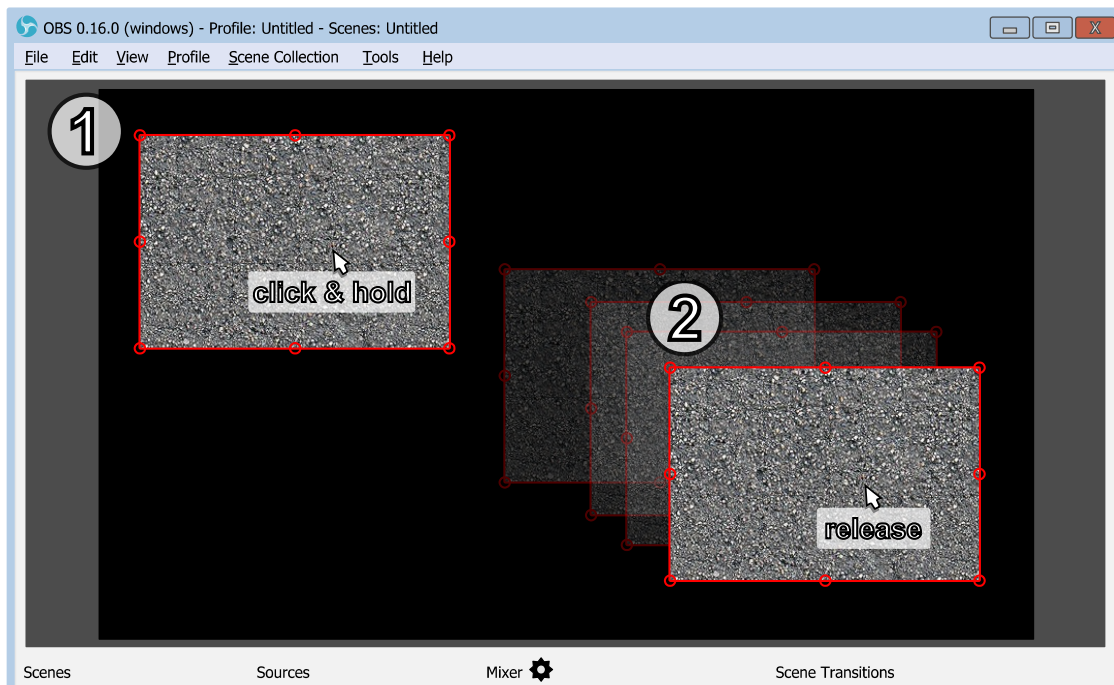 OBS 0.16.0 (windows) - Profile: Untitled - Scenes: Untitled
File Edit View Profile Scene Collection Tools Help
1
click & hold
2
release
Scenes Sources Mixer Scene Transitions